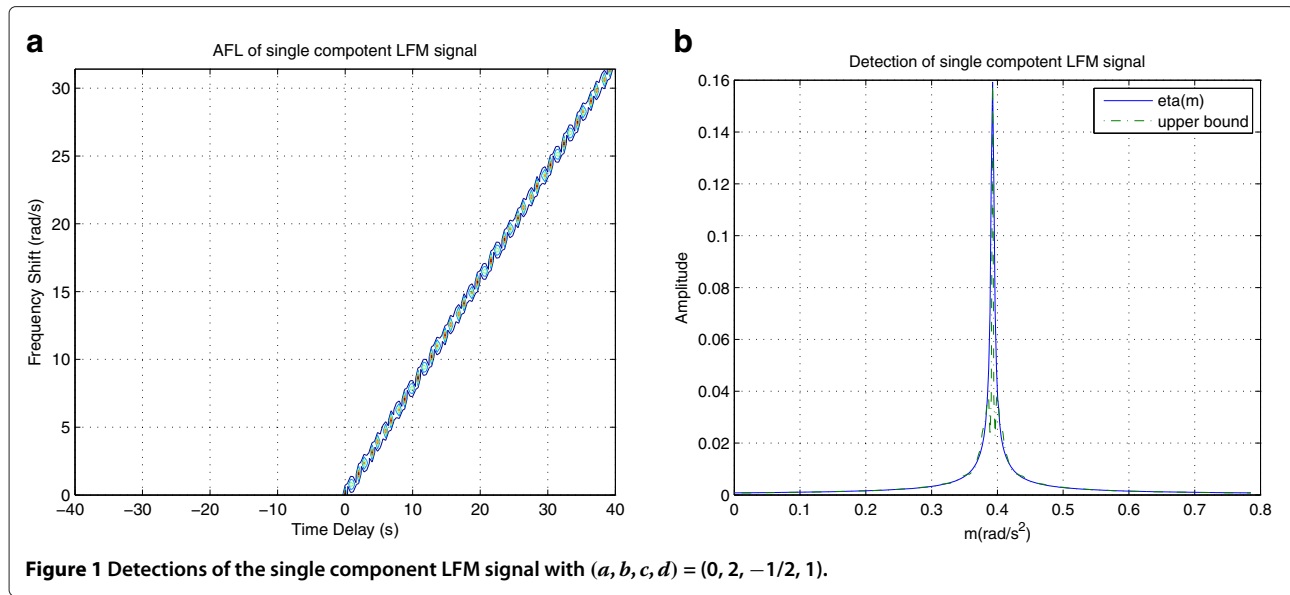 a
AFL of single compotent LFM signal
30
25
20
15
10
5
0
Frequency Shift (rad/s)
−40 −30 −20 −10 0 10 20 30 40
Time Delay (s)
b
Detection of single compotent LFM signal
eta(m)
upper bound
0.16
0.14
0.12
0.1
0.08
0.06
0.04
0.02
0
Amplitude
0 0.1 0.2 0.3 0.4 0.5 0.6 0.7 0.8
m(rad/s²)
Figure 1 Detections of the single component LFM signal with (a, b, c, d) = (0, 2, −1/2, 1).